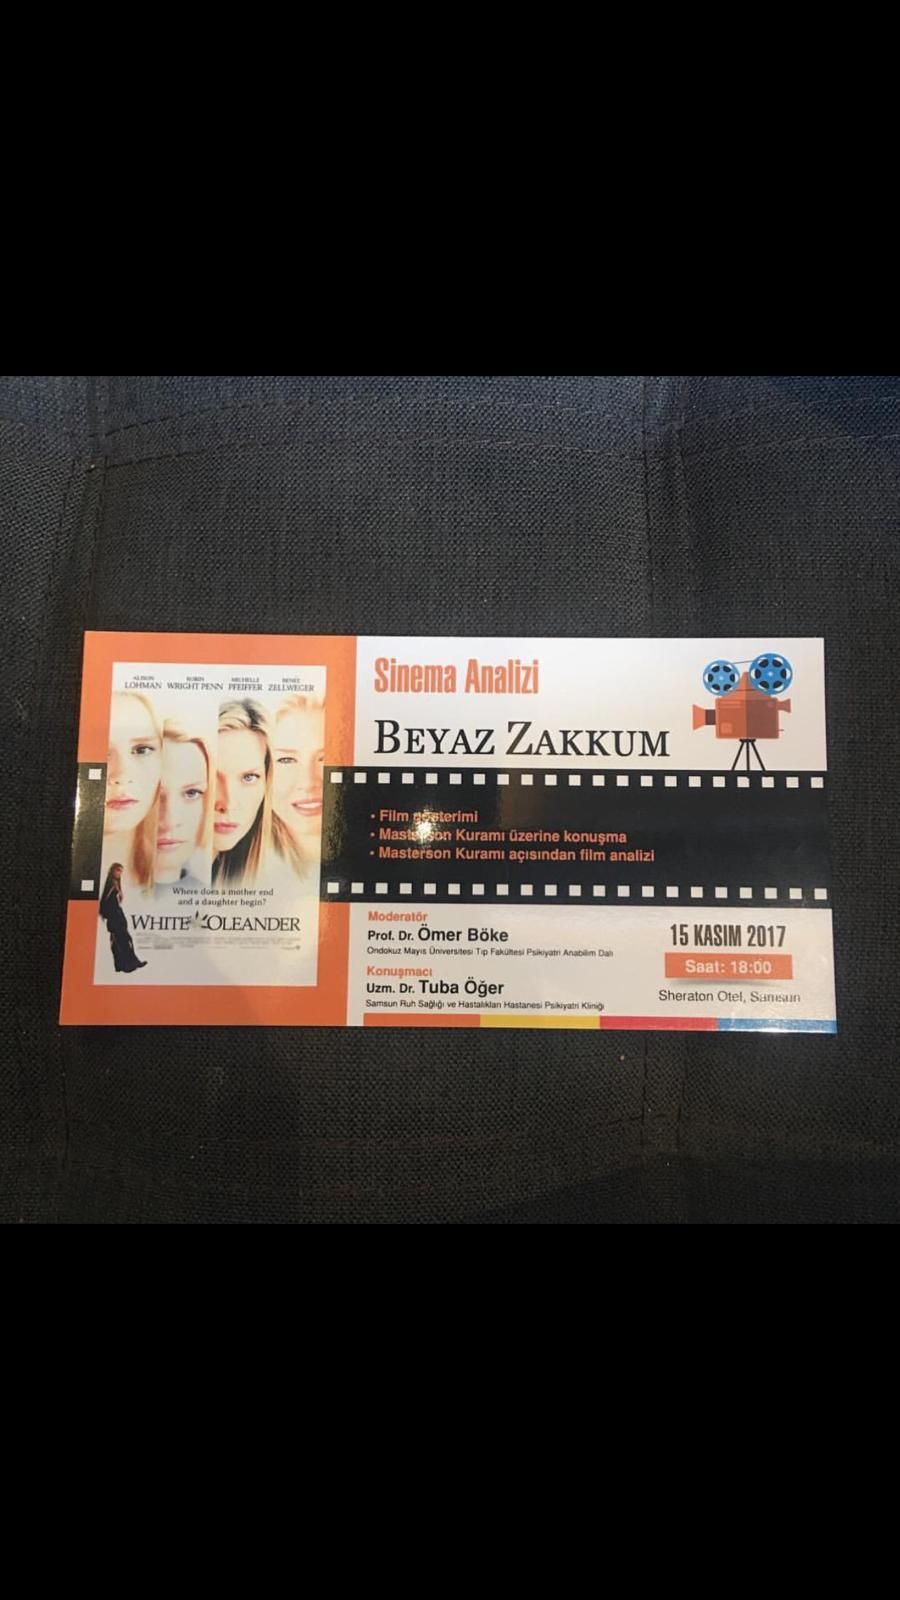 ALISON LOHMAN
ROBIN WRIGHT PENN
MICHELLE PFEIFFER
RENÉE ZELLWEGER
Where does a mother end
and a daughter begin?
WHITE OLEANDER
Sinema Analizi
BEYAZ ZAKKUM
• Film gösterimi
• Masterson Kuramı üzerine konuşma
• Masterson Kuramı açısından film analizi
Moderatör
Prof. Dr. Ömer Böke
Ondokuz Mayıs Üniversitesi Tıp Fakültesi Psikiyatri Anabilim Dalı
Konuşmacı
Uzm. Dr. Tuba Öğer
Samsun Ruh Sağlığı ve Hastalıkları Hastanesi Psikiyatri Kliniği
15 KASIM 2017
Saat: 18:00
Sheraton Otel, Samsun